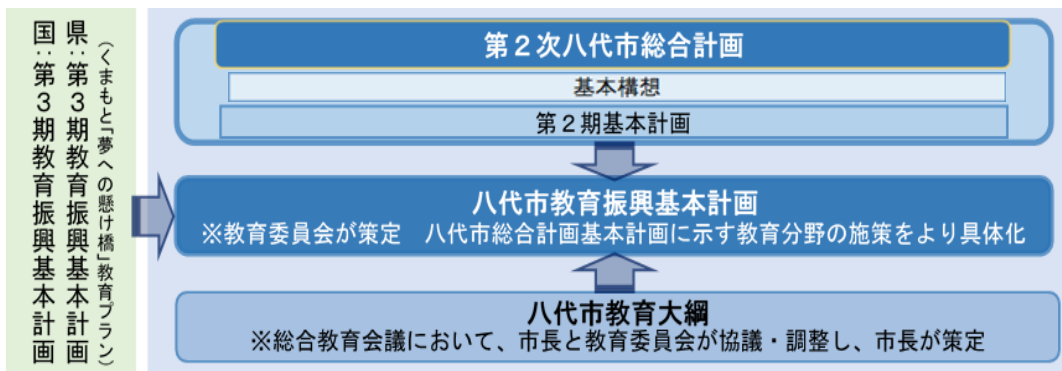 国：第３期教育振興基本計画
県：第３期教育振興基本計画
（くまもと「夢への懸け橋」教育プラン）
第２次八代市総合計画
基本構想
第２期基本計画
八代市教育振興基本計画
※教育委員会が策定　八代市総合計画基本計画に示す教育分野の施策をより具体化
八代市教育大綱
※総合教育会議において、市長と教育委員会が協議・調整し、市長が策定